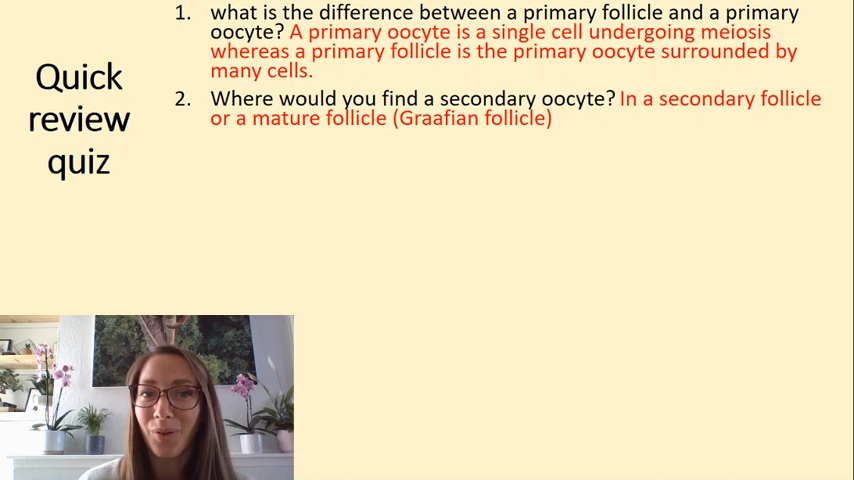 Quick
review
quiz
1. what is the difference between a primary follicle and a primary
oocyte? A primary oocyte is a single cell undergoing meiosis
whereas a primary follicle is the primary oocyte surrounded by
many cells.
2. Where would you find a secondary oocyte? In a secondary follicle
or a mature follicle (Graafian follicle)